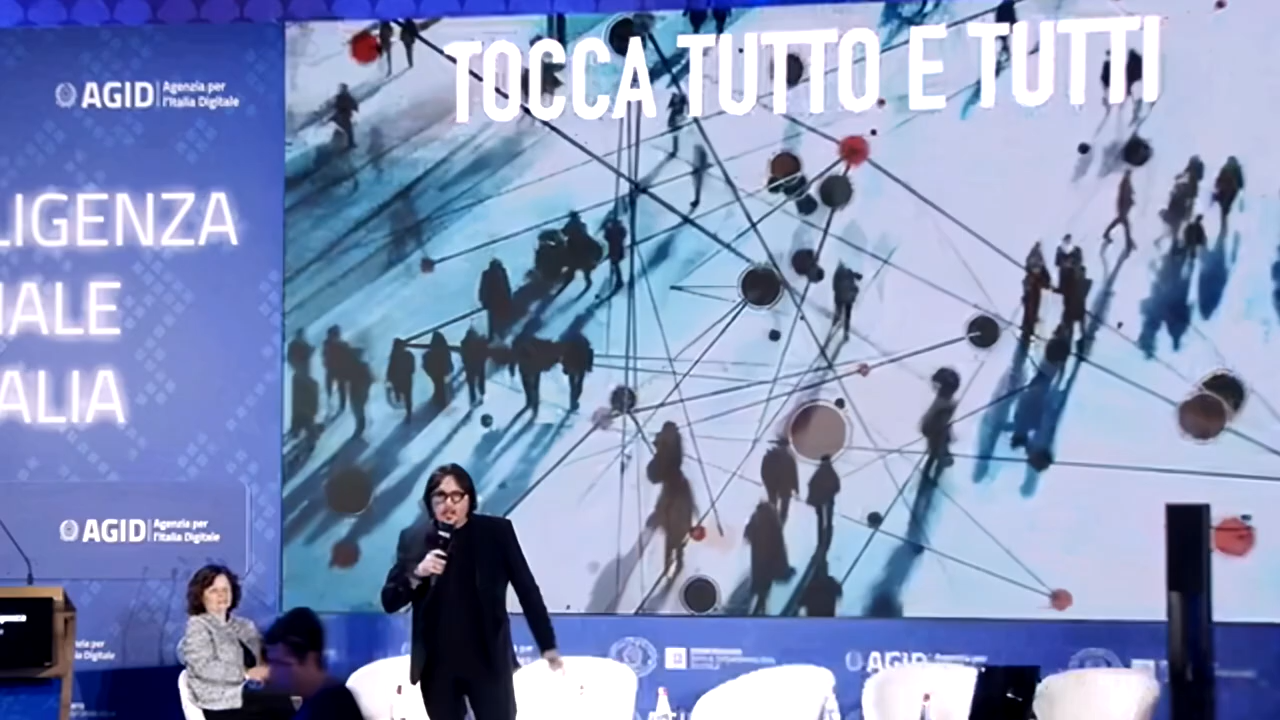 TOCCA TUTTO E TUTTI
AGID Agenzia per
l'Italia Digitale
LIGENZA
IALE
ALIA
AGID Agenzia per
l'Italia Digitale
AGID